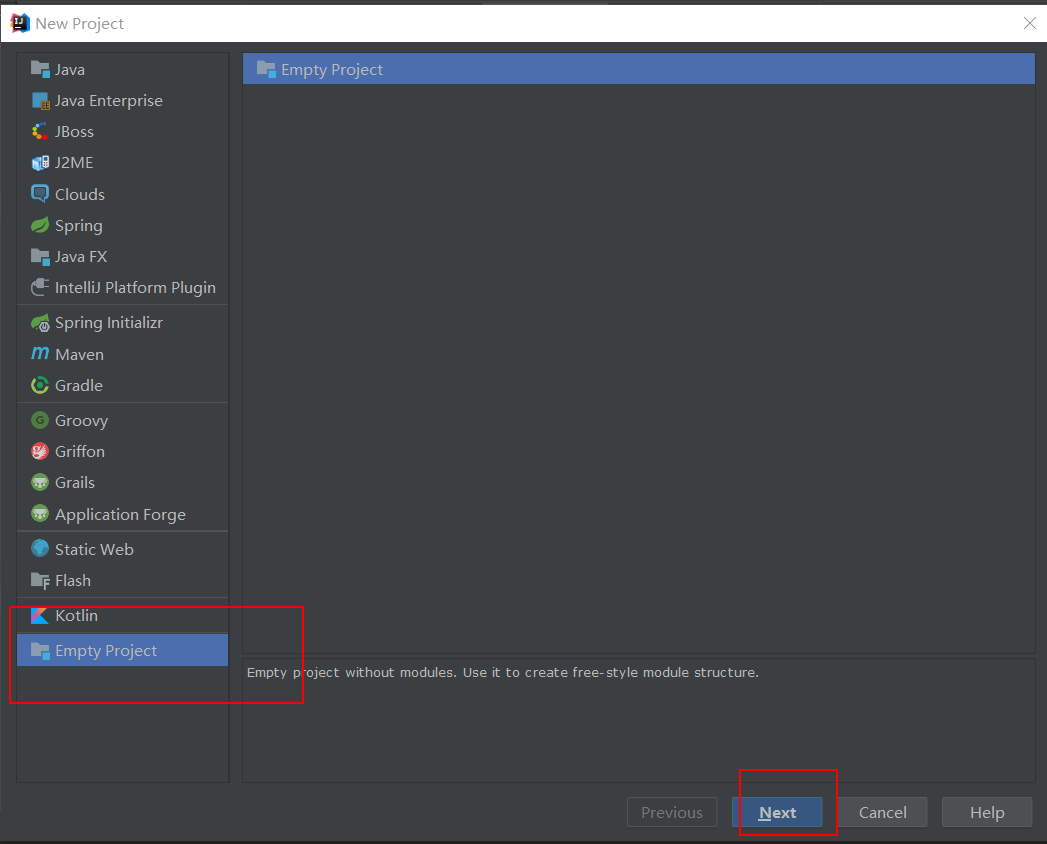 New Project
Java
Java Enterprise
JBoss
J2ME
Clouds
Spring
Java FX
IntelliJ Platform Plugin
Spring Initializr
Maven
Gradle
Groovy
Griffon
Grails
Application Forge
Static Web
Flash
Kotlin
Empty Project
Empty Project
Empty project without modules. Use it to create free-style module structure.
Previous
Next
Cancel
Help